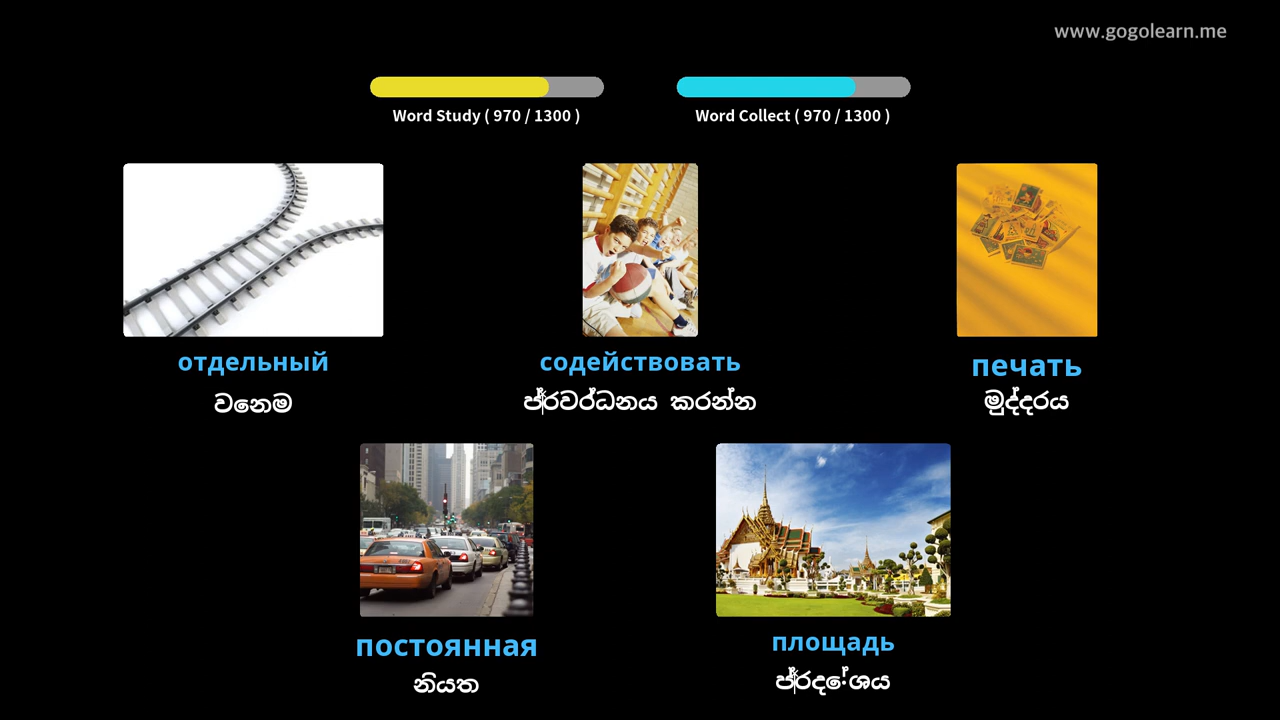 www.gogolearn.me
Word Study ( 970 / 1300 )
Word Collect ( 970 / 1300 )
отдельный
වෙනම
содействовать
ප්‍රවර්ධනය කරන්න
печать
මුද්දරය
постоянная
නියත
площадь
ප්‍රදේශය